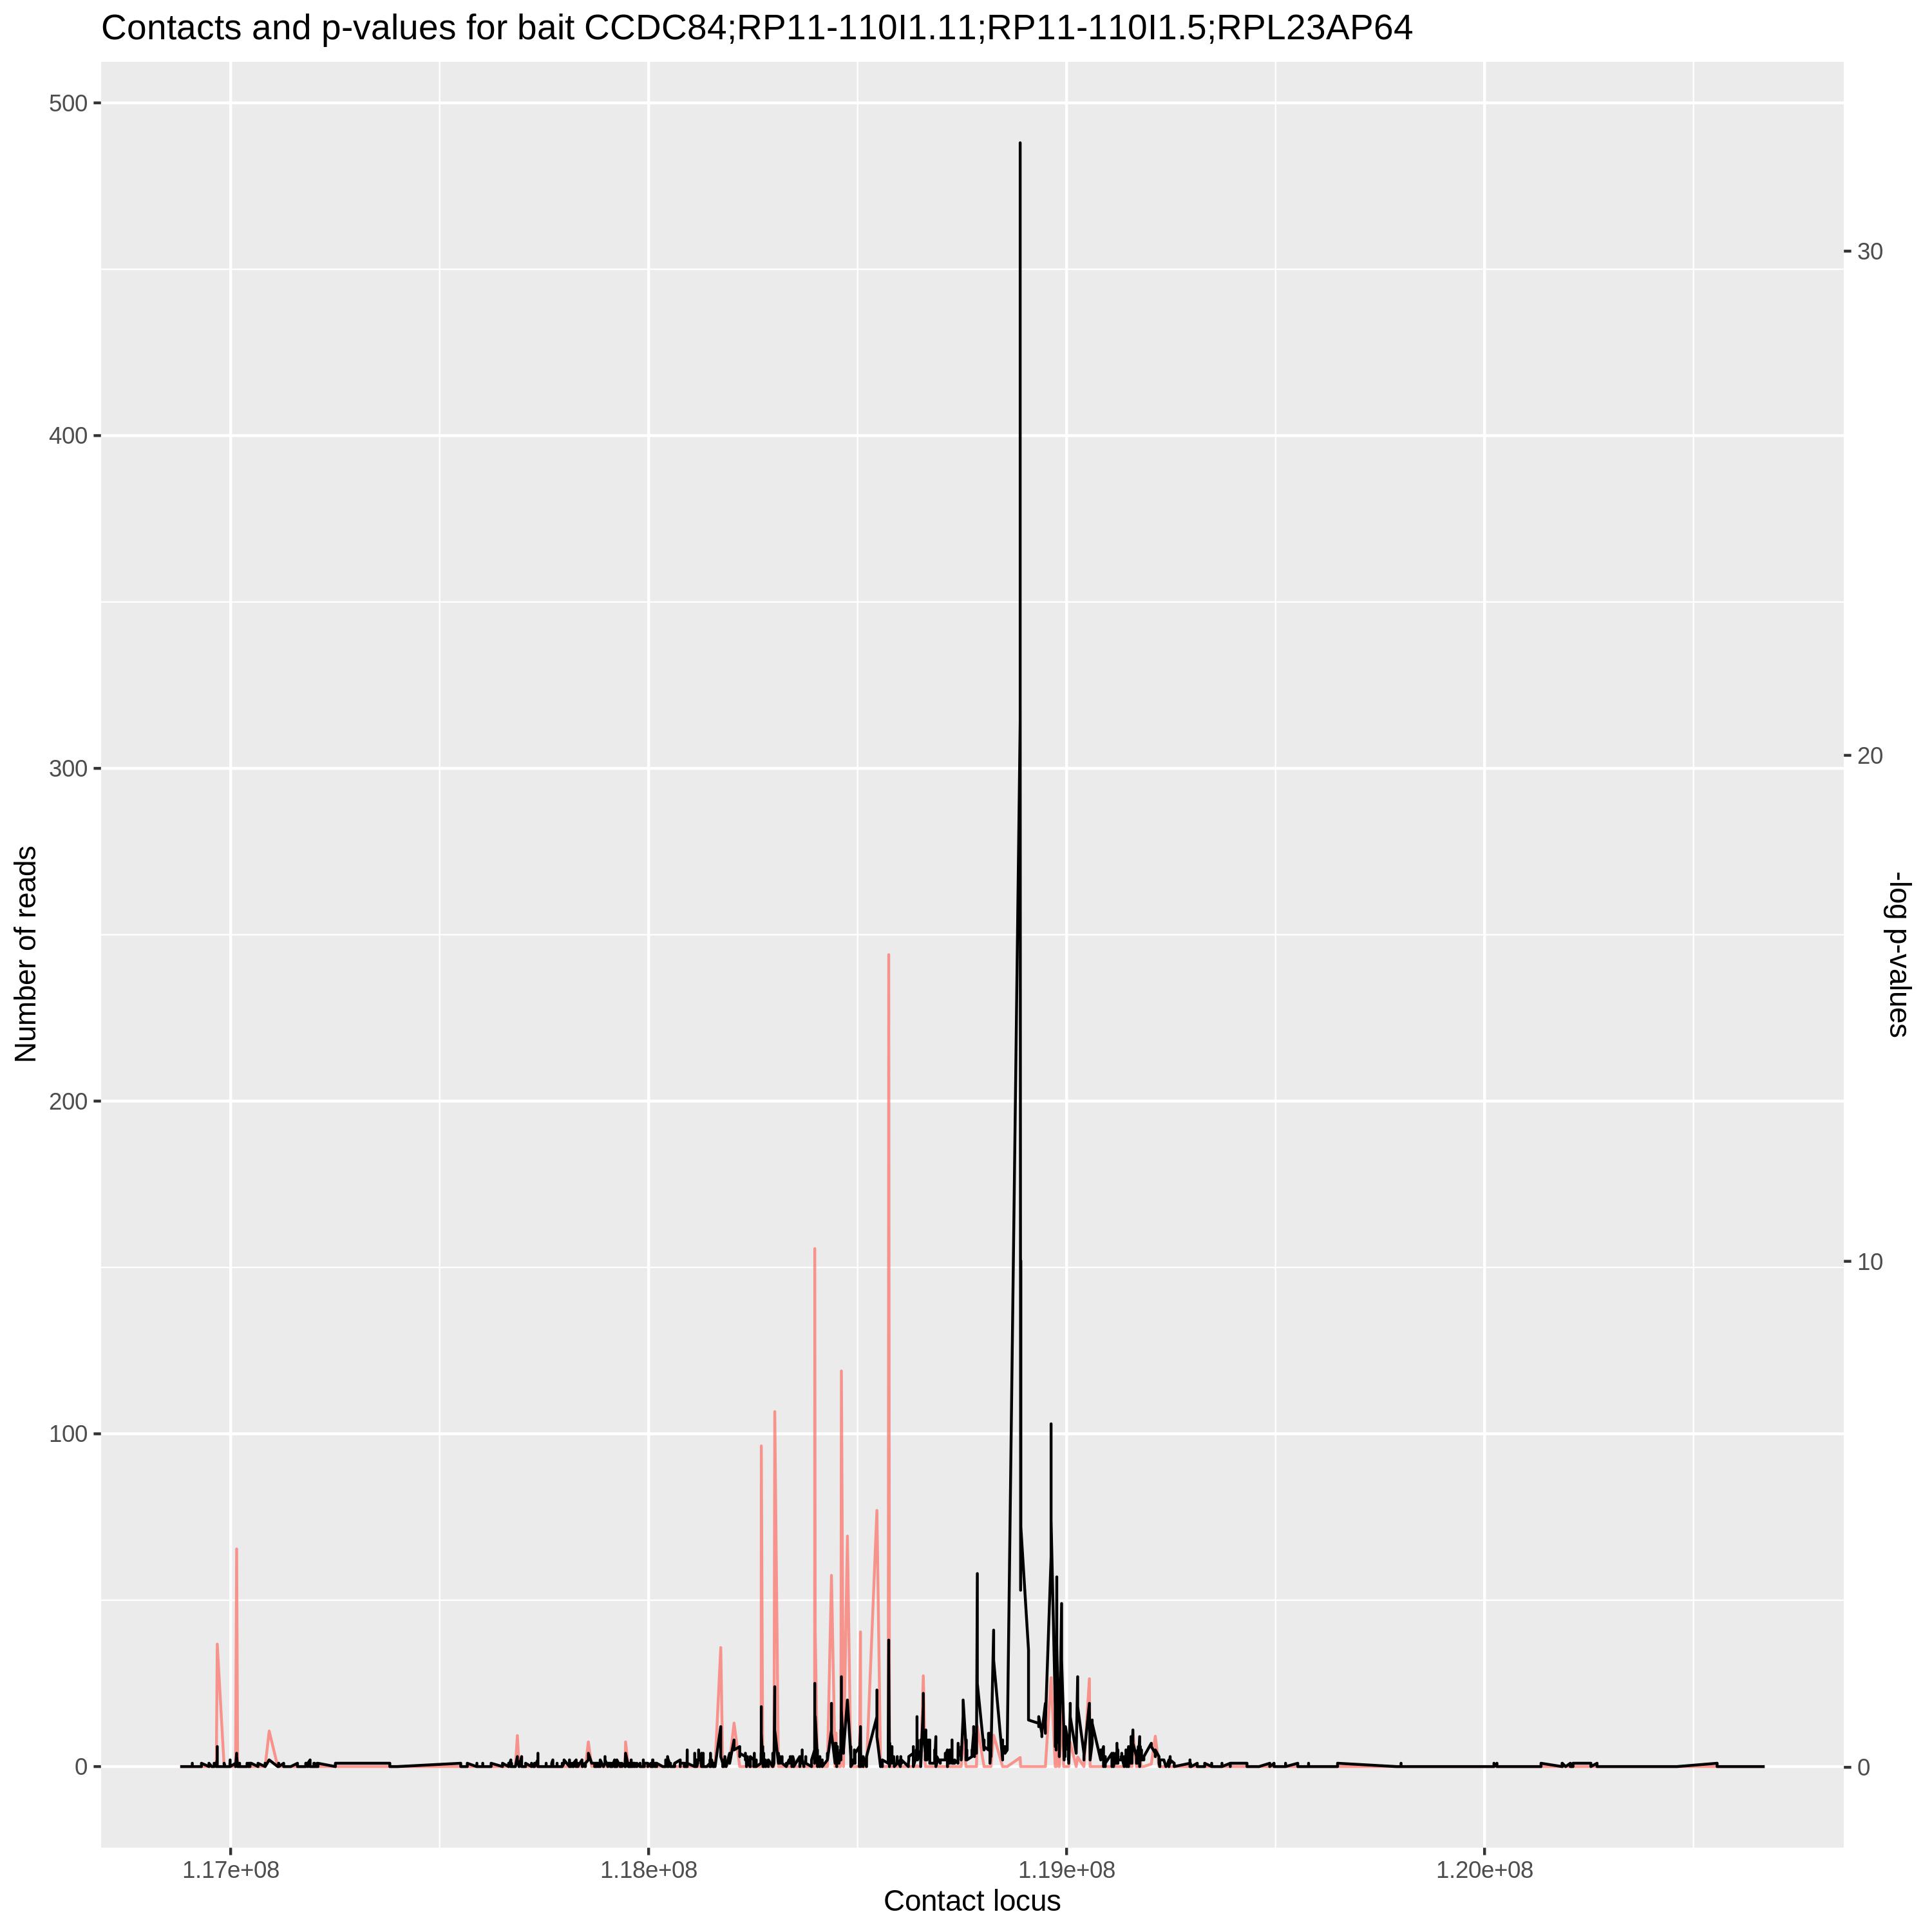 Contacts and p-values for bait CCDC84;RP11-110I1.11;RP11-110I1.5;RPL23AP64
500
400
300
200
100
0
Number of reads
30
20
10
0
-log p-values
1.17e+08 1.18e+08 1.19e+08 1.20e+08
Contact locus